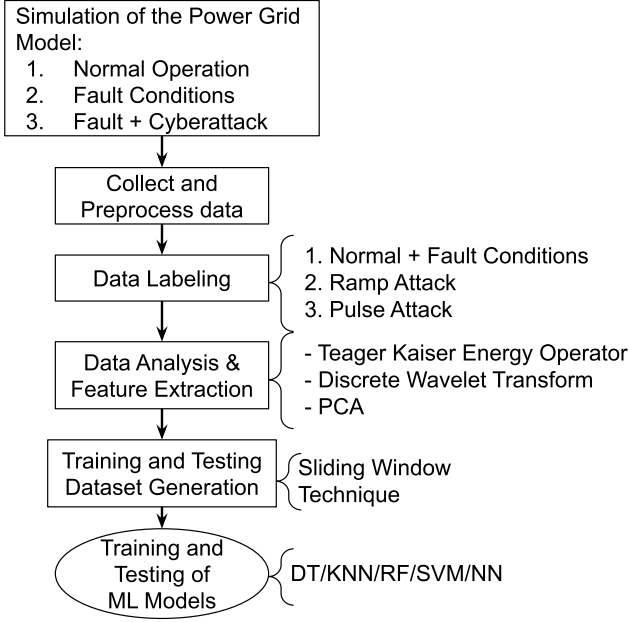 Simulation of the Power Grid
Model:
1. Normal Operation
2. Fault Conditions
3. Fault + Cyberattack
Collect and
Preprocess data
Data Labeling
1. Normal + Fault Conditions
2. Ramp Attack
3. Pulse Attack
Data Analysis &
Feature Extraction
- Teager Kaiser Energy Operator
- Discrete Wavelet Transform
- PCA
Training and Testing
Dataset Generation
Sliding Window
Technique
Training and
Testing of
ML Models
DT/KNN/RF/SVM/NN